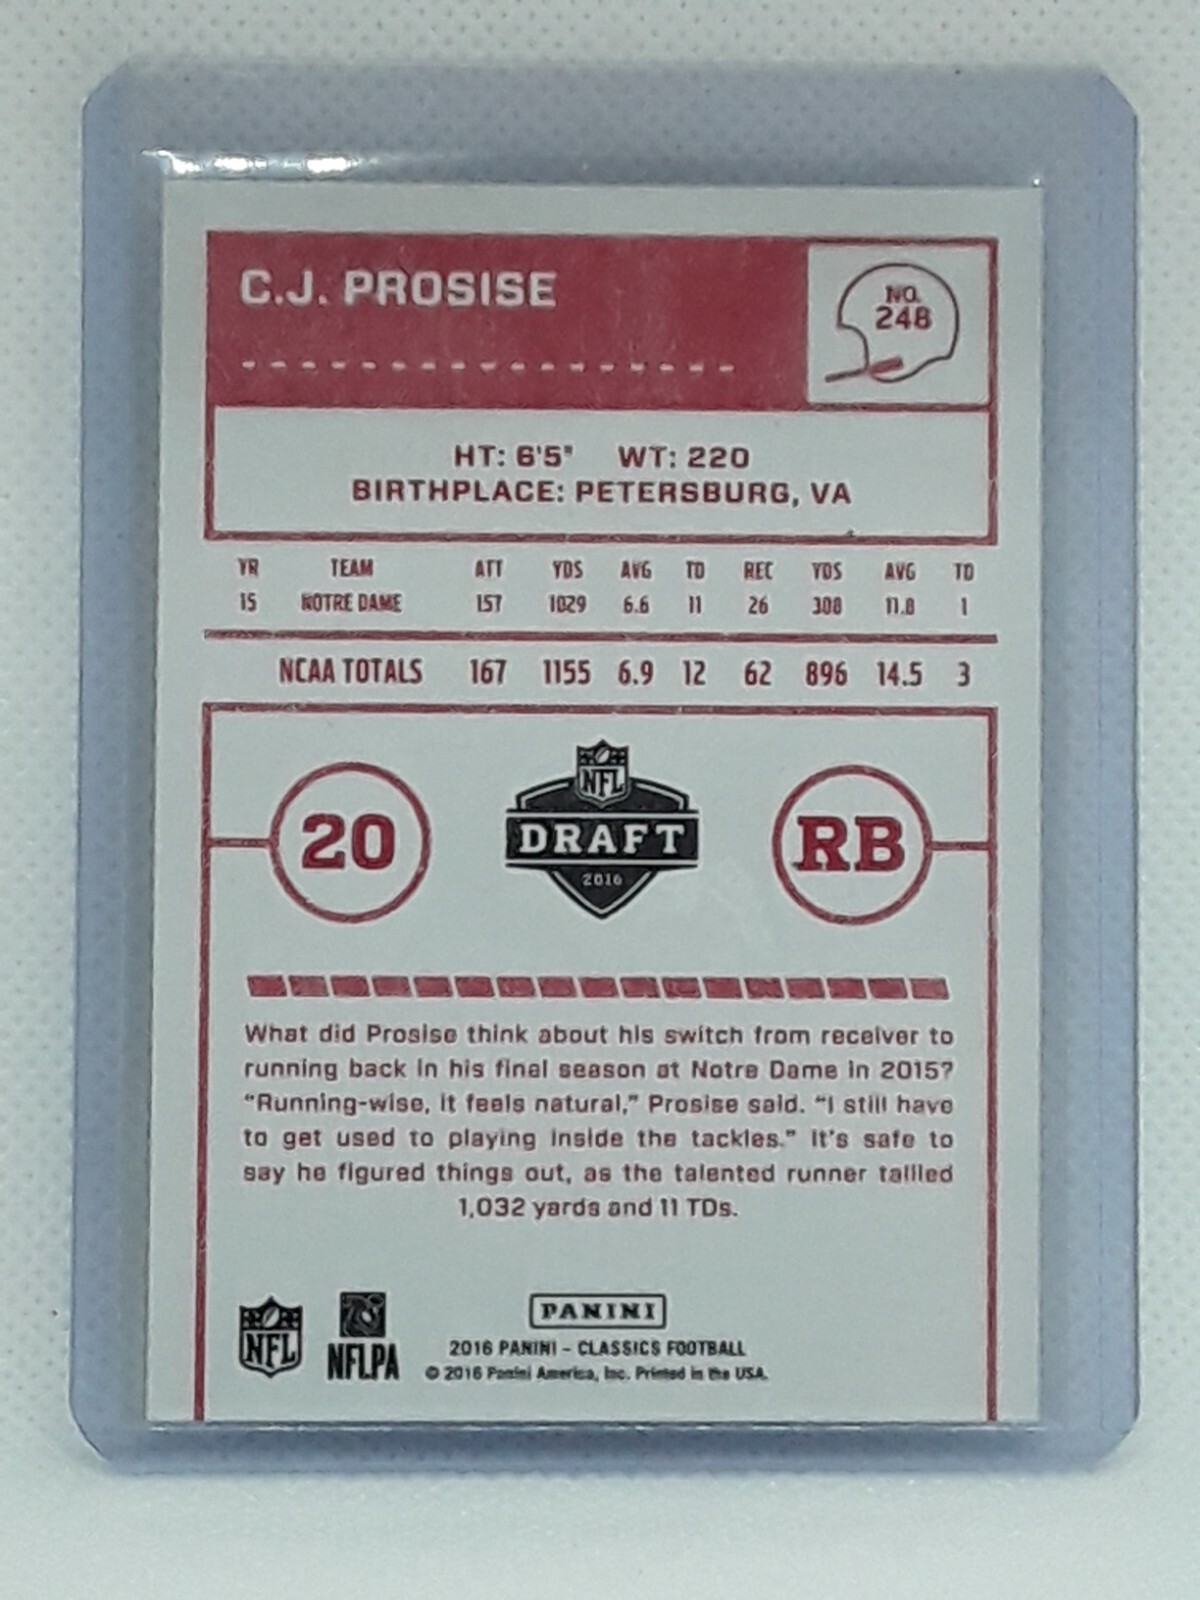 C.J. PROSISE
NO.
248
HT: 6'5" WT: 220
BIRTHPLACE: PETERSBURG, VA
YR TEAM ATT YDS AVG TD REC YDS AVG TD
15 NOTRE DAME 157 1029 6.6 11 26 308 11.8 1
NCAA TOTALS 167 1155 6.9 12 62 896 14.5 3
20
NFL
DRAFT
2016
RB
What did Prosise think about his switch from receiver to
running back in his final season at Notre Dame in 2015?
“Running-wise, it feels natural,” Prosise said. “I still have
to get used to playing inside the tackles.” It's safe to
say he figured things out, as the talented runner tallied
1,032 yards and 11 TDs.
NFL
NFLPA
PANINI
2016 PANINI – CLASSICS FOOTBALL
© 2016 Panini America, Inc. Printed in the USA.